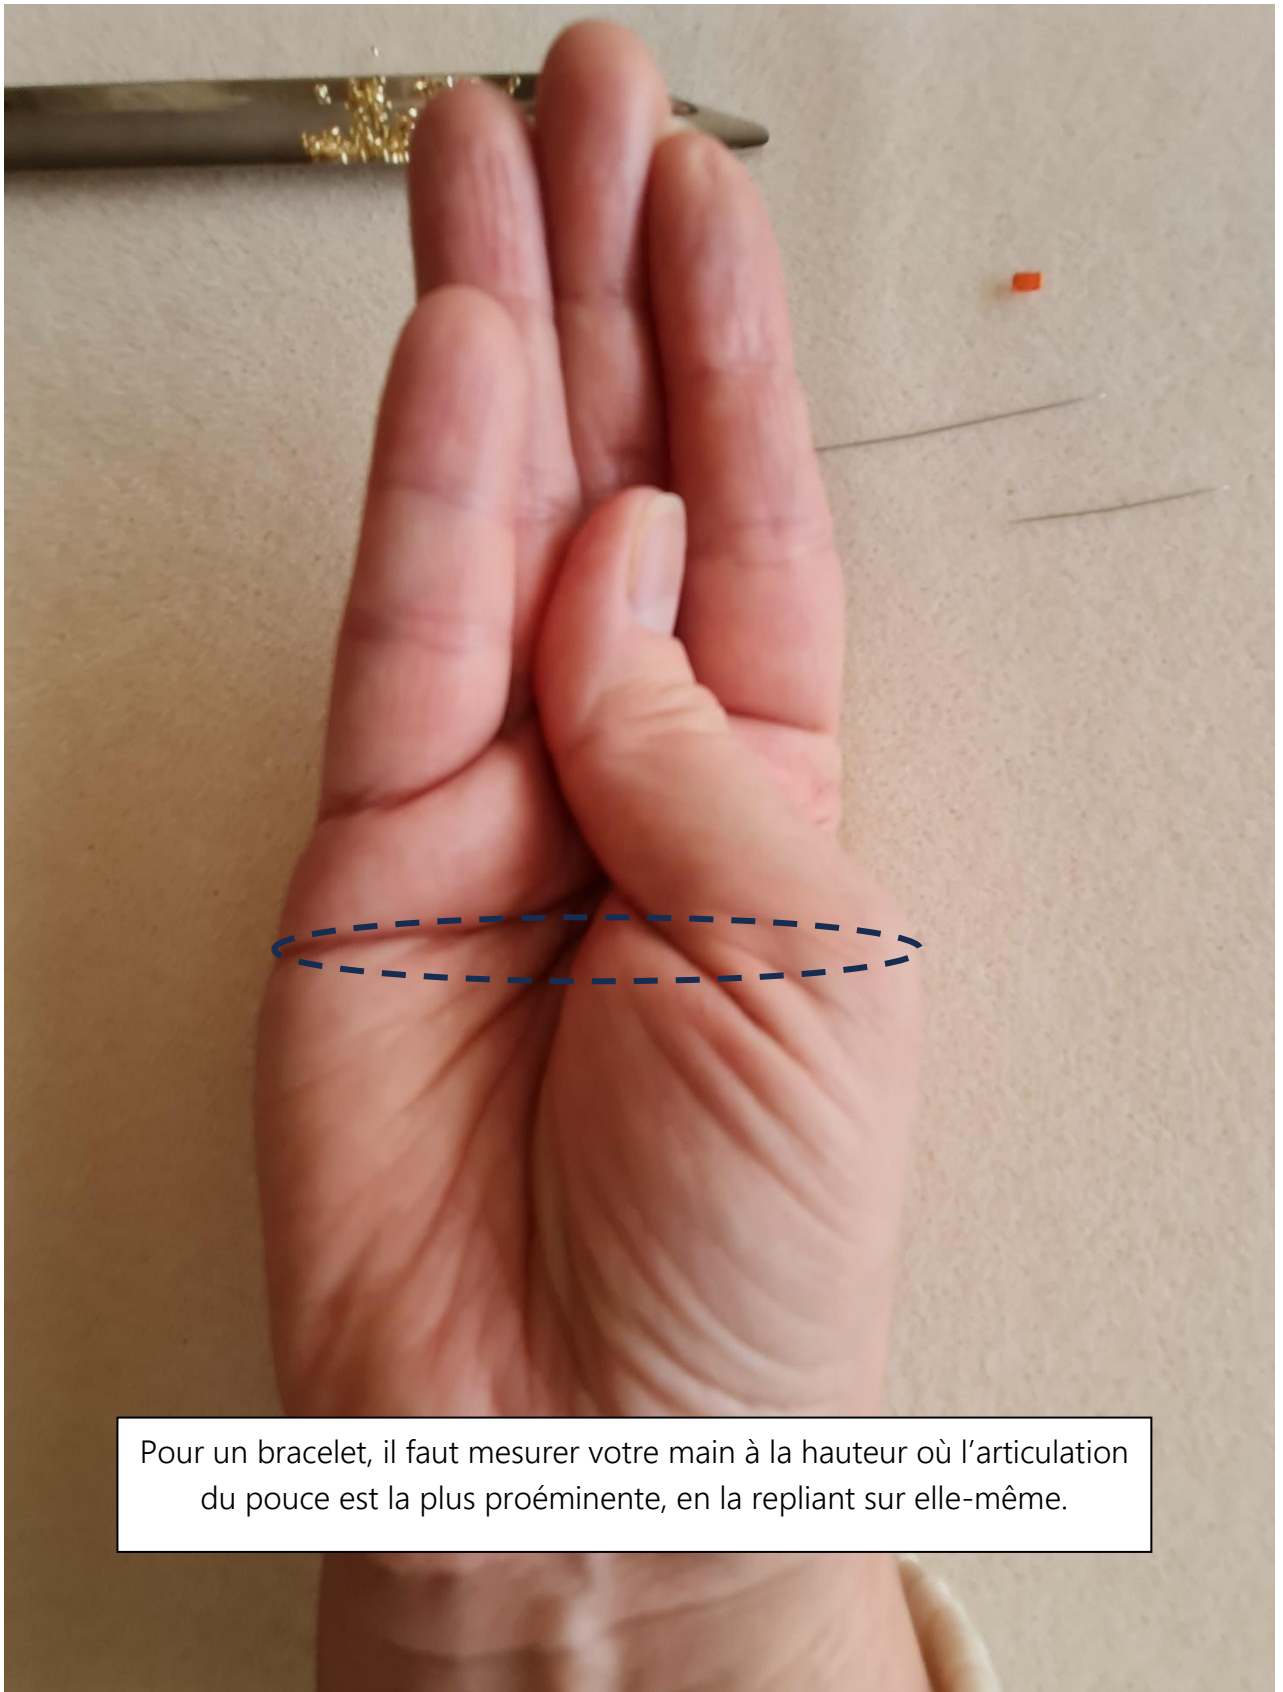 Pour un bracelet, il faut mesurer votre main à la hauteur où l’articulation
du pouce est la plus proéminente, en la repliant sur elle-même.